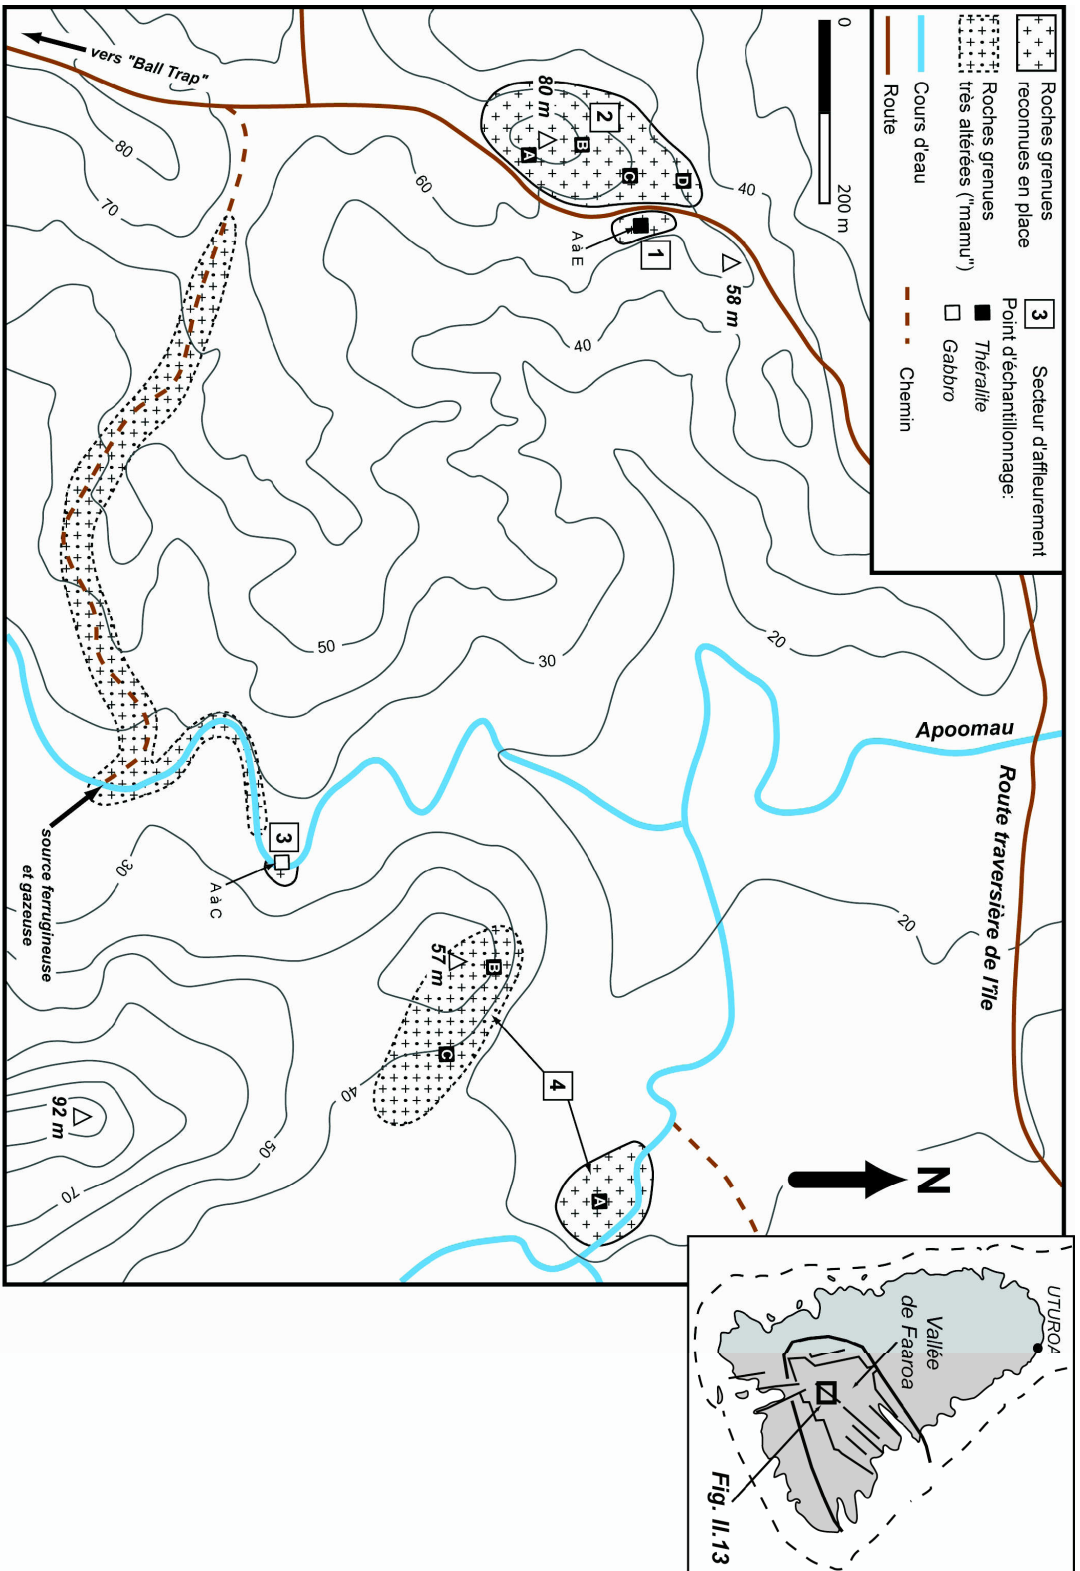 Roches grenues
reconnues en place
Roches grenues
très altérées ("mamu")
Cours d'eau
Route
3 Secteur d'affleurement
Point d'échantillonnage:
Théralite
Gabbro
Chemin
0 200 m
vers "Ball Trap"
80 m
2
A
B
C
D
1
A à E
58 m
40
60
80
70
40
50
30
20
Apoomau
Route traversière de l'île
20
3
A à C
30
source ferrugineuse
et gazeuse
57 m
B
C
4
A
40
50
70
92 m
N
UTUROA
Vallée
de Faaroa
Fig. II.13